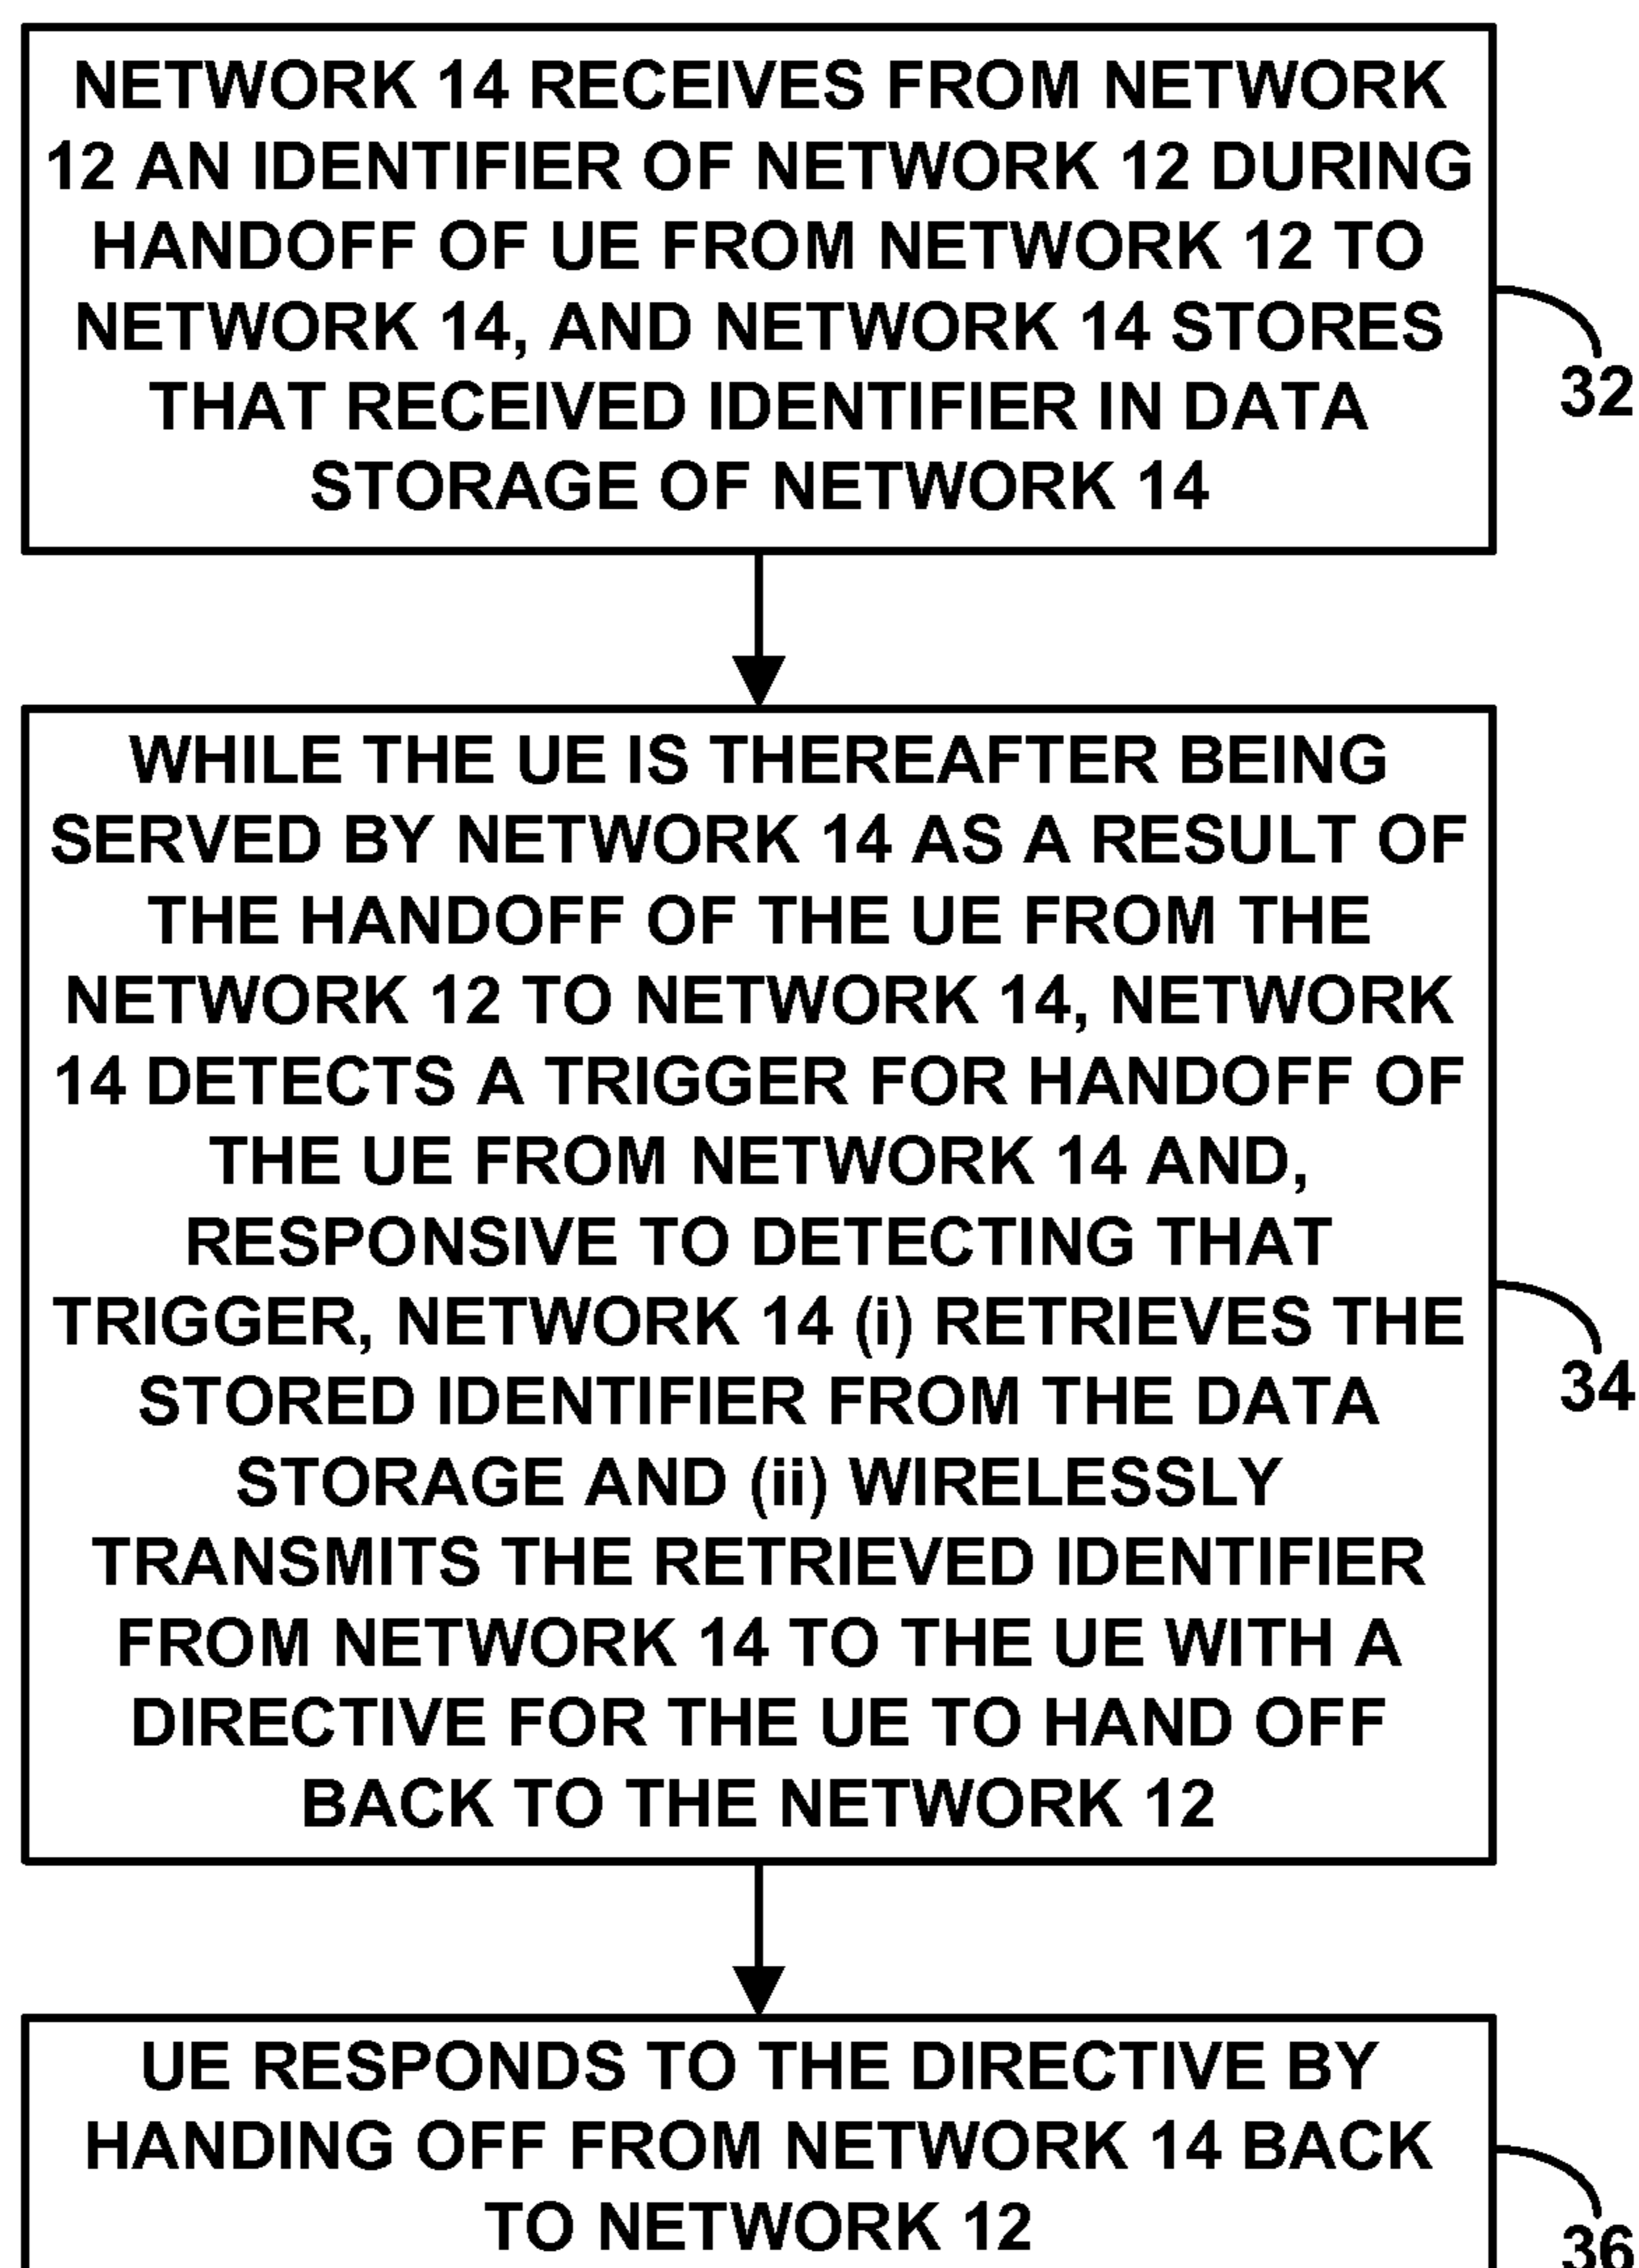 NETWORK 14 RECEIVES FROM NETWORK
12 AN IDENTIFIER OF NETWORK 12 DURING
HANDOFF OF UE FROM NETWORK 12 TO
NETWORK 14, AND NETWORK 14 STORES
THAT RECEIVED IDENTIFIER IN DATA
STORAGE OF NETWORK 14
32
WHILE THE UE IS THEREAFTER BEING
SERVED BY NETWORK 14 AS A RESULT OF
THE HANDOFF OF THE UE FROM THE
NETWORK 12 TO NETWORK 14, NETWORK
14 DETECTS A TRIGGER FOR HANDOFF OF
THE UE FROM NETWORK 14 AND,
RESPONSIVE TO DETECTING THAT
TRIGGER, NETWORK 14 (i) RETRIEVES THE
STORED IDENTIFIER FROM THE DATA
STORAGE AND (ii) WIRELESSLY
TRANSMITS THE RETRIEVED IDENTIFIER
FROM NETWORK 14 TO THE UE WITH A
DIRECTIVE FOR THE UE TO HAND OFF
BACK TO THE NETWORK 12
34
UE RESPONDS TO THE DIRECTIVE BY
HANDING OFF FROM NETWORK 14 BACK
TO NETWORK 12
36